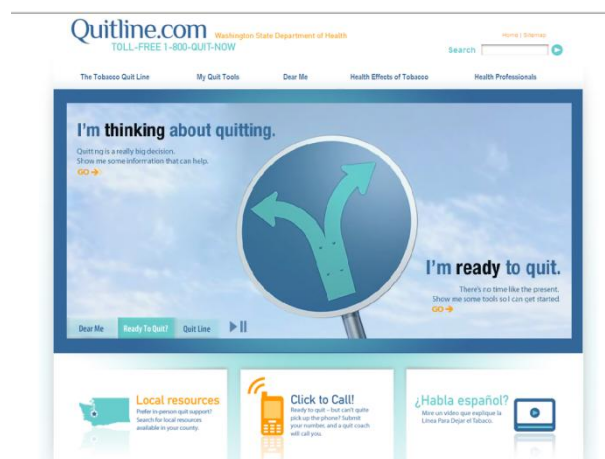 Quitline.com Washington State Department of Health
TOLL-FREE 1-800-QUIT-NOW
Home | Sitemap
Search
The Tobacco Quit Line My Quit Tools Dear Me Health Effects of Tobacco Health Professionals
I'm thinking about quitting.
Quitting is a really big decision.
Show me some information that can help.
GO →
I'm ready to quit.
There's no time like the present.
Show me some tools so I can get started
GO →
Dear Me Ready To Quit? Quit Line
Local resources
Prefer in-person quit support?
Search for local resources
available in your county.
Click to Call!
Ready to quit – but can't quite
pick up the phone? Submit
your number, and a quit coach
will call you.
¿Habla español?
Mire un video que explique la
Línea Para Dejar el Tabaco.